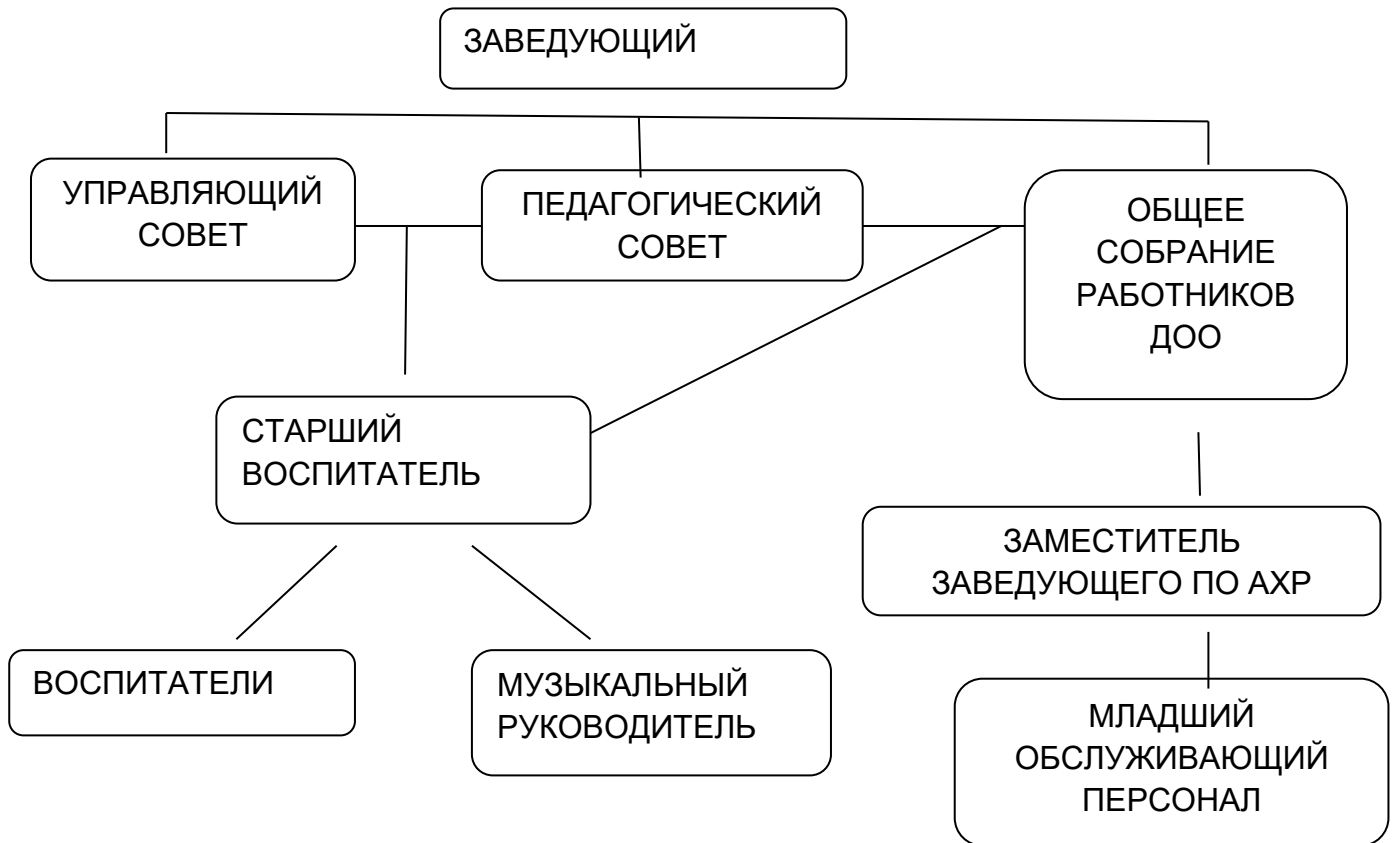 ЗАВЕДУЮЩИЙ
УПРАВЛЯЮЩИЙ
СОВЕТ
ПЕДАГОГИЧЕСКИЙ
СОВЕТ
ОБЩЕЕ
СОБРАНИЕ
РАБОТНИКОВ
ДОО
СТАРШИЙ
ВОСПИТАТЕЛЬ
ЗАМЕСТИТЕЛЬ
ЗАВЕДУЮЩЕГО ПО АХР
ВОСПИТАТЕЛИ
МУЗЫКАЛЬНЫЙ
РУКОВОДИТЕЛЬ
МЛАДШИЙ
ОБСЛУЖИВАЮЩИЙ
ПЕРСОНАЛ